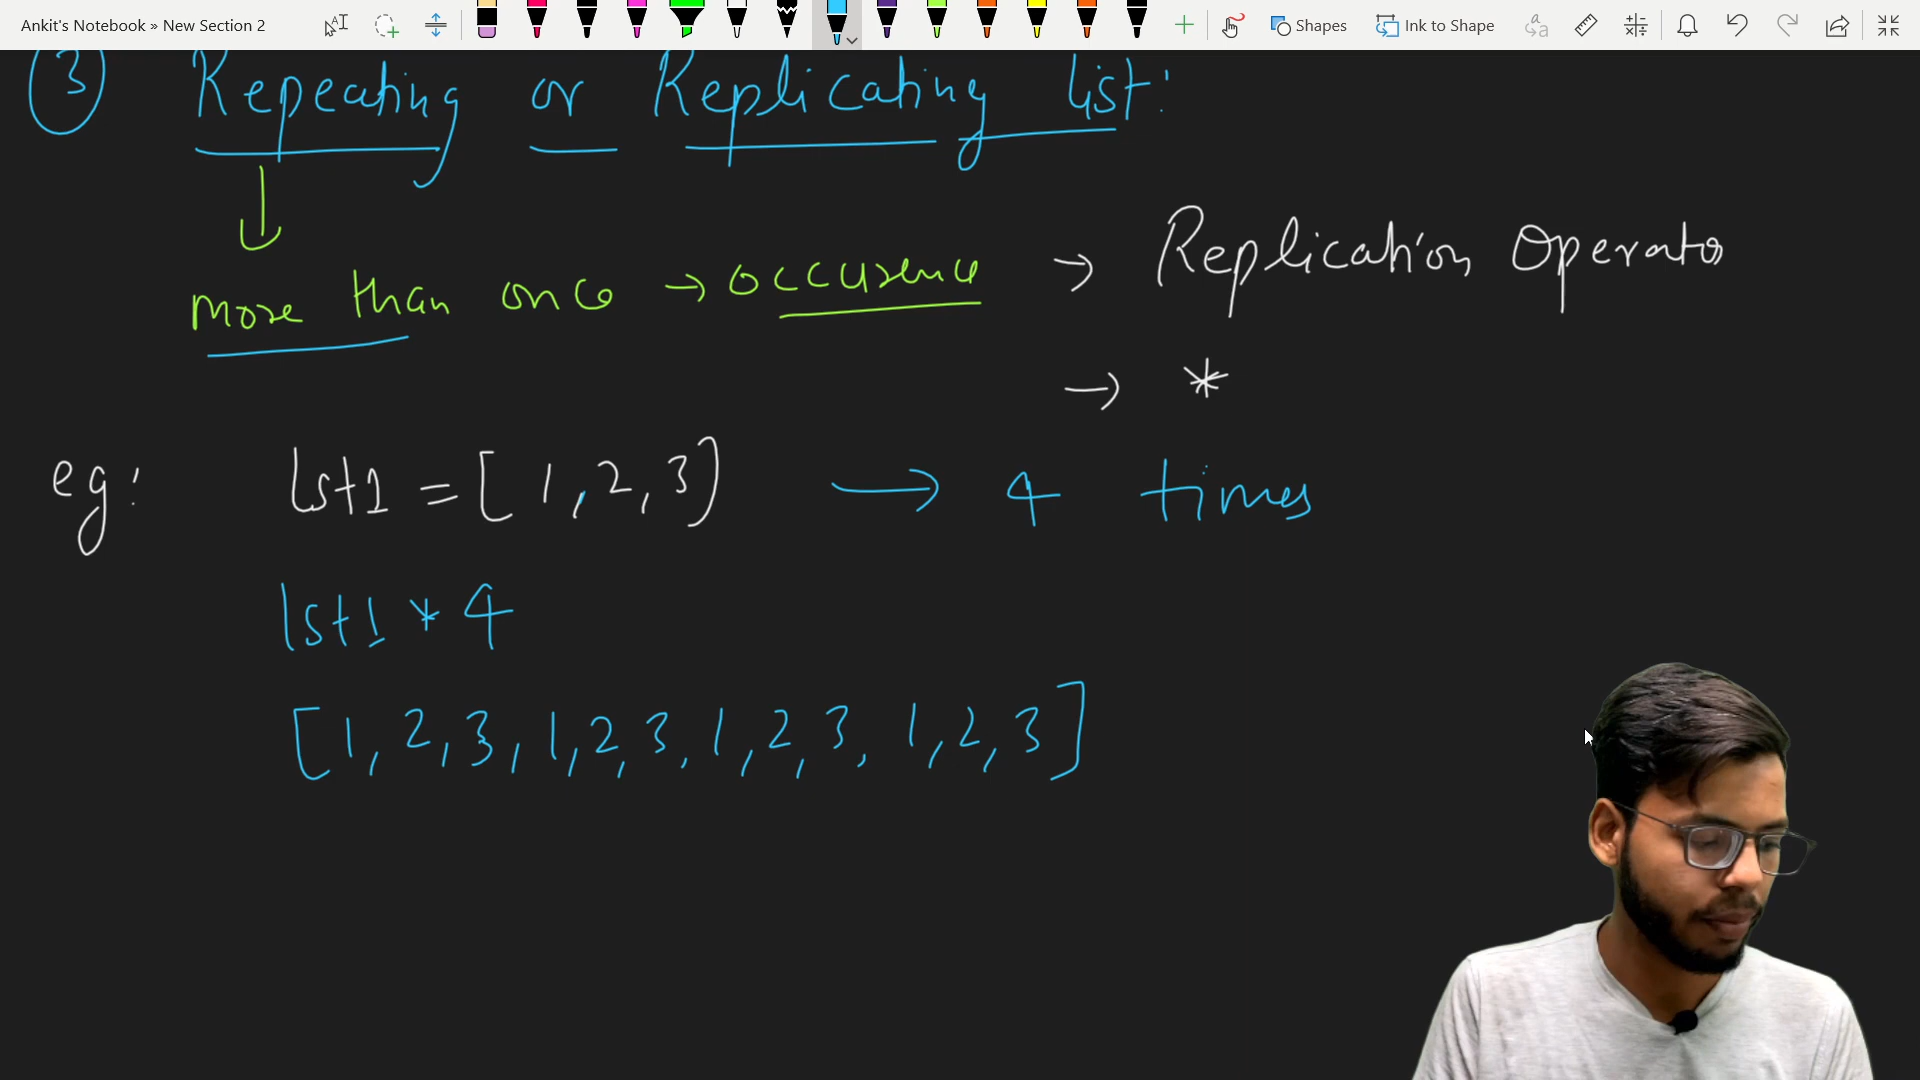 Ankit's Notebook » New Section 2
Shapes
Ink to Shape
3 Repeating or Replicating list:
more than once → occurence → Replication Operator
→ *
eg: lst1 = [1,2,3] → 4 times
lst1 * 4
[1, 2, 3, 1, 2, 3, 1, 2, 3, 1, 2, 3]